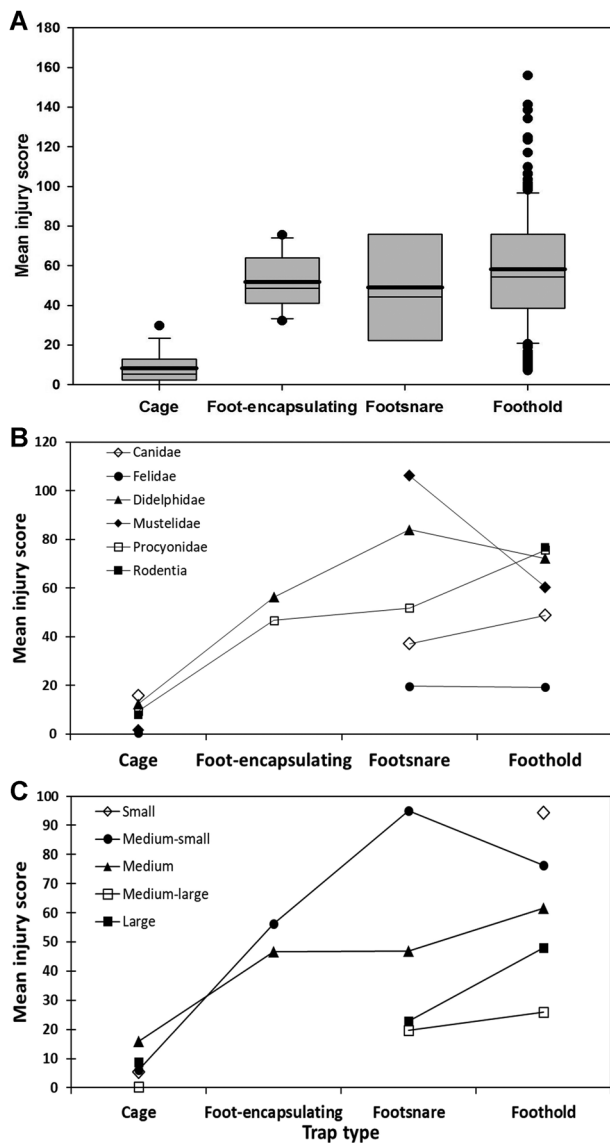 A
180
160
140
120
100
80
60
40
20
0
Mean injury score
Cage Foot-encapsulating Footsnare Foothold
B
120
100
80
60
40
20
0
Mean injury score
Canidae
Felidae
Didelphidae
Mustelidae
Procyonidae
Rodentia
Cage Foot-encapsulating Footsnare Foothold
C
100
90
80
70
60
50
40
30
20
10
0
Mean injury score
Small
Medium-small
Medium
Medium-large
Large
Cage Foot-encapsulating Footsnare Foothold
Trap type